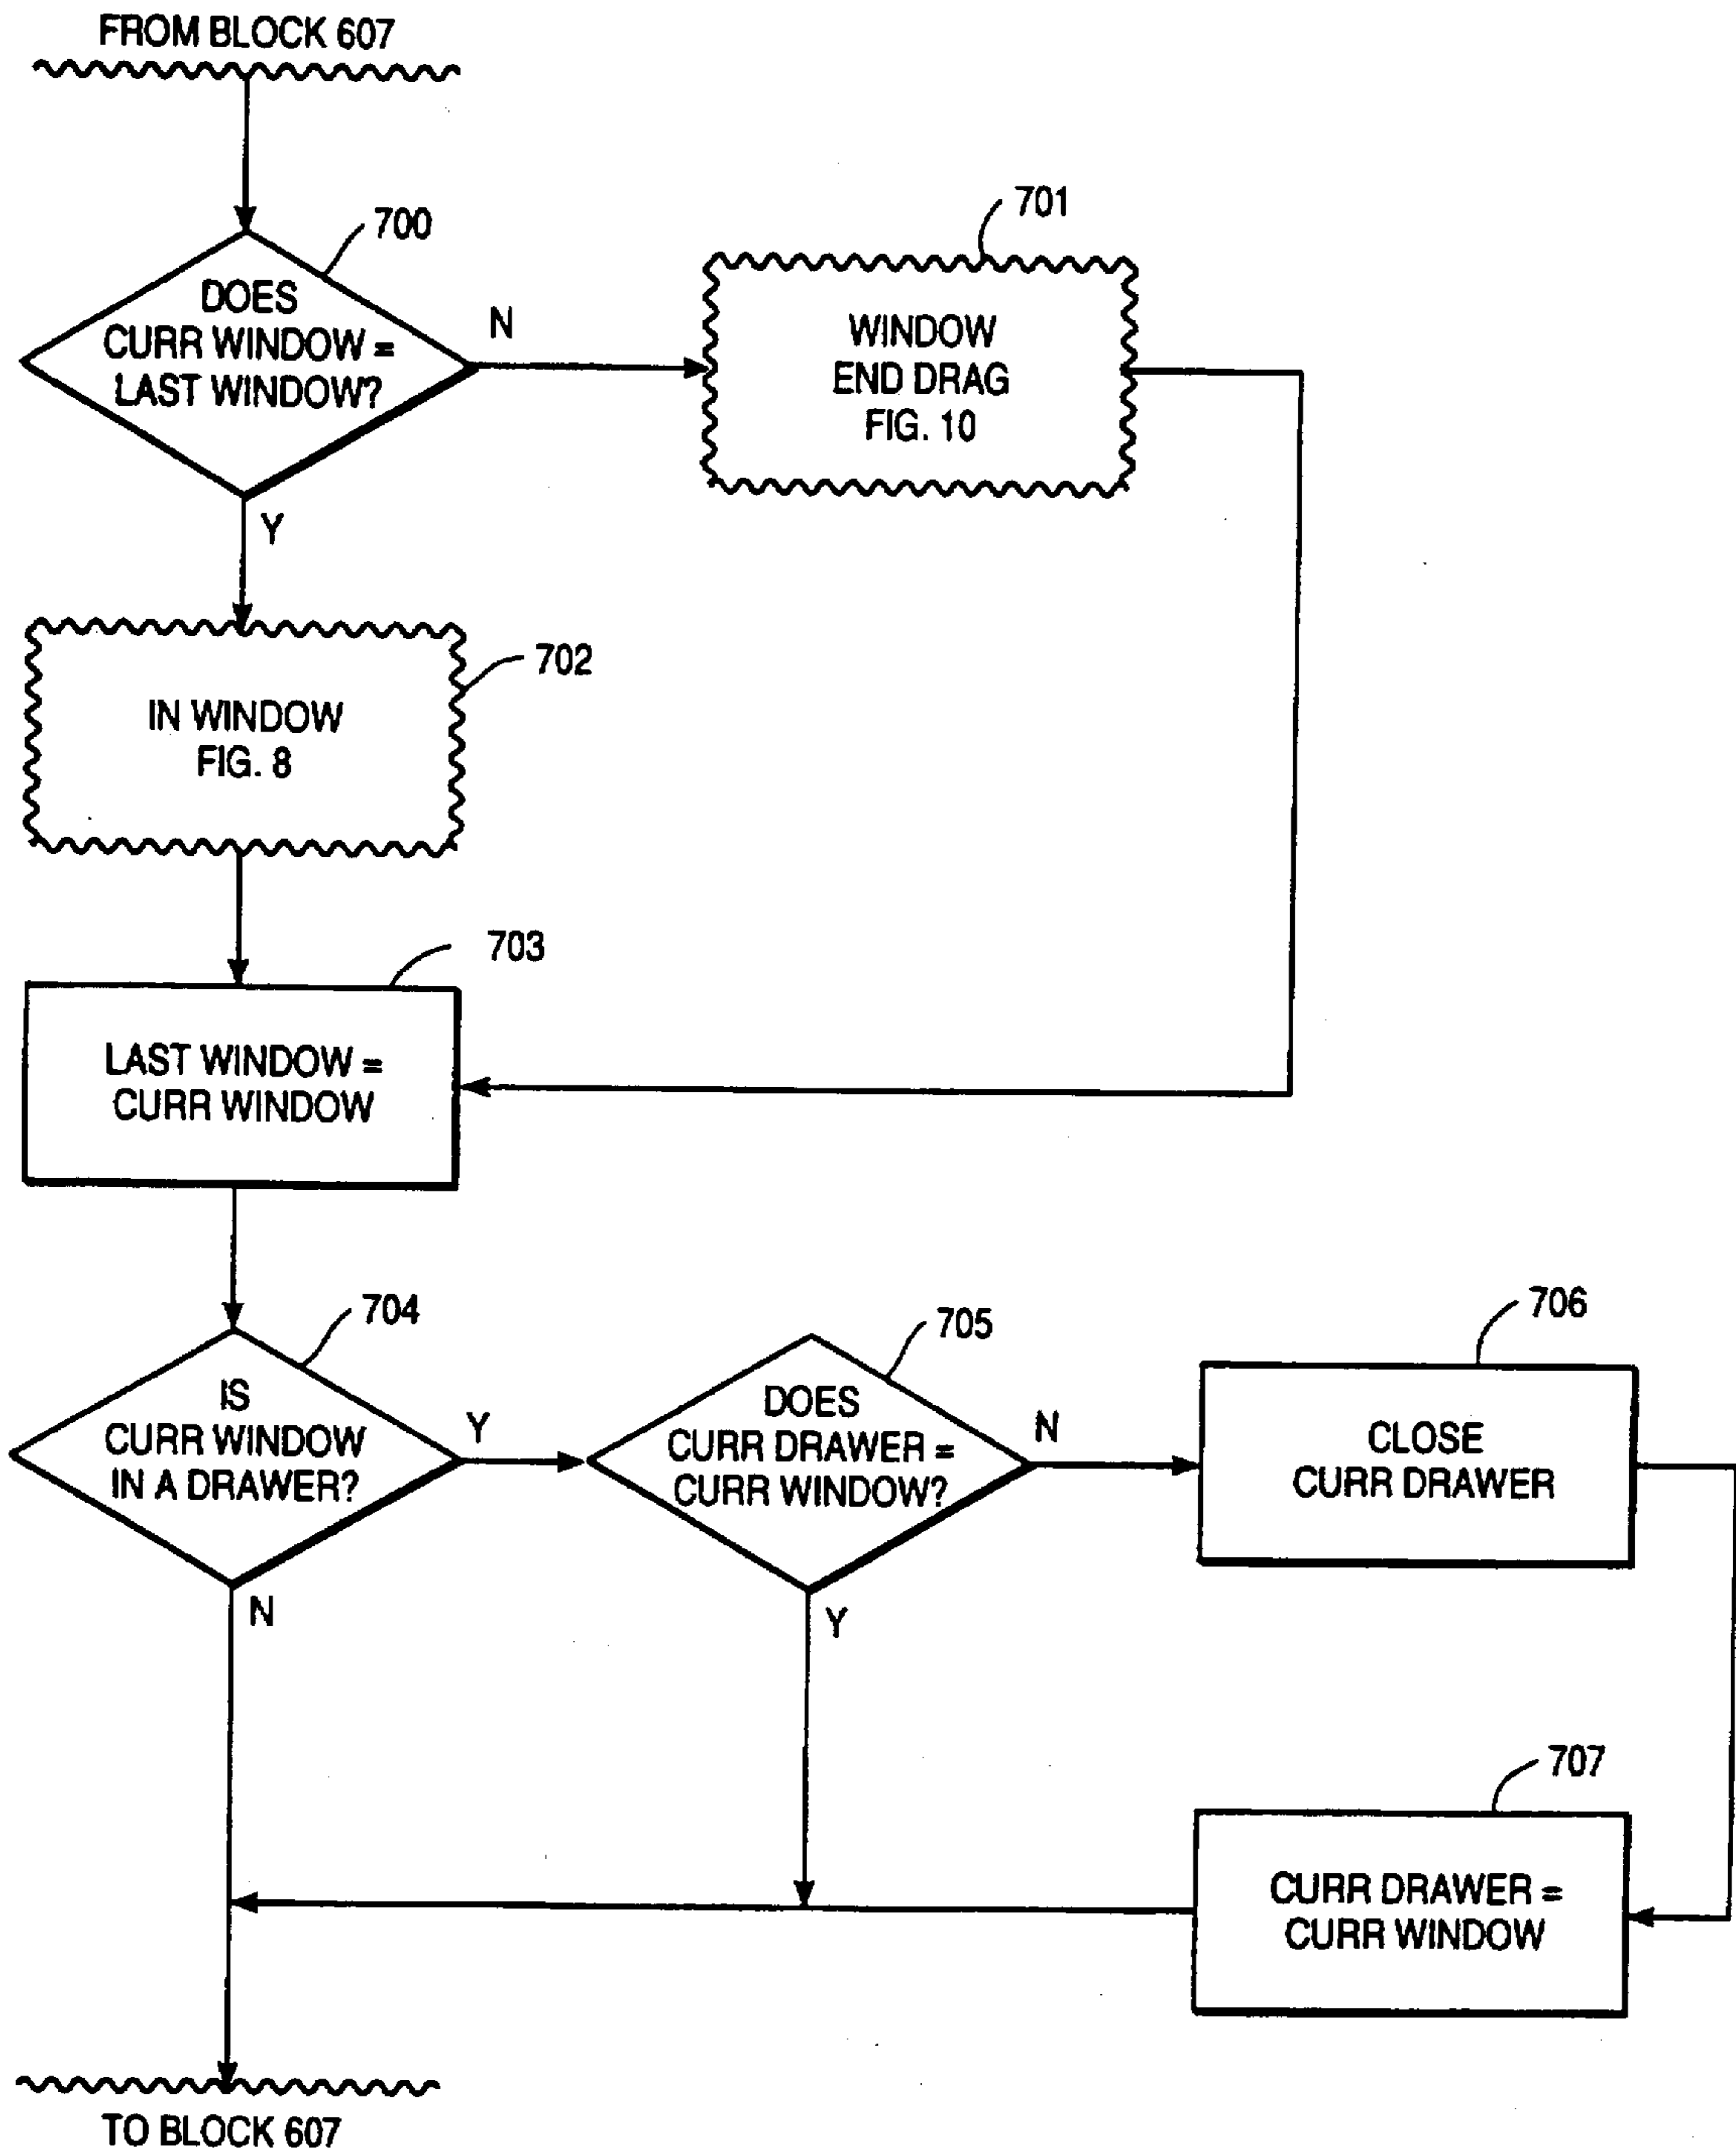 FROM BLOCK 607
700
DOES
CURR WINDOW =
LAST WINDOW?
N
Y
701
WINDOW
END DRAG
FIG. 10
702
IN WINDOW
FIG. 8
703
LAST WINDOW =
CURR WINDOW
704
IS
CURR WINDOW
IN A DRAWER?
Y
N
705
DOES
CURR DRAWER =
CURR WINDOW?
N
Y
706
CLOSE
CURR DRAWER
707
CURR DRAWER =
CURR WINDOW
TO BLOCK 607